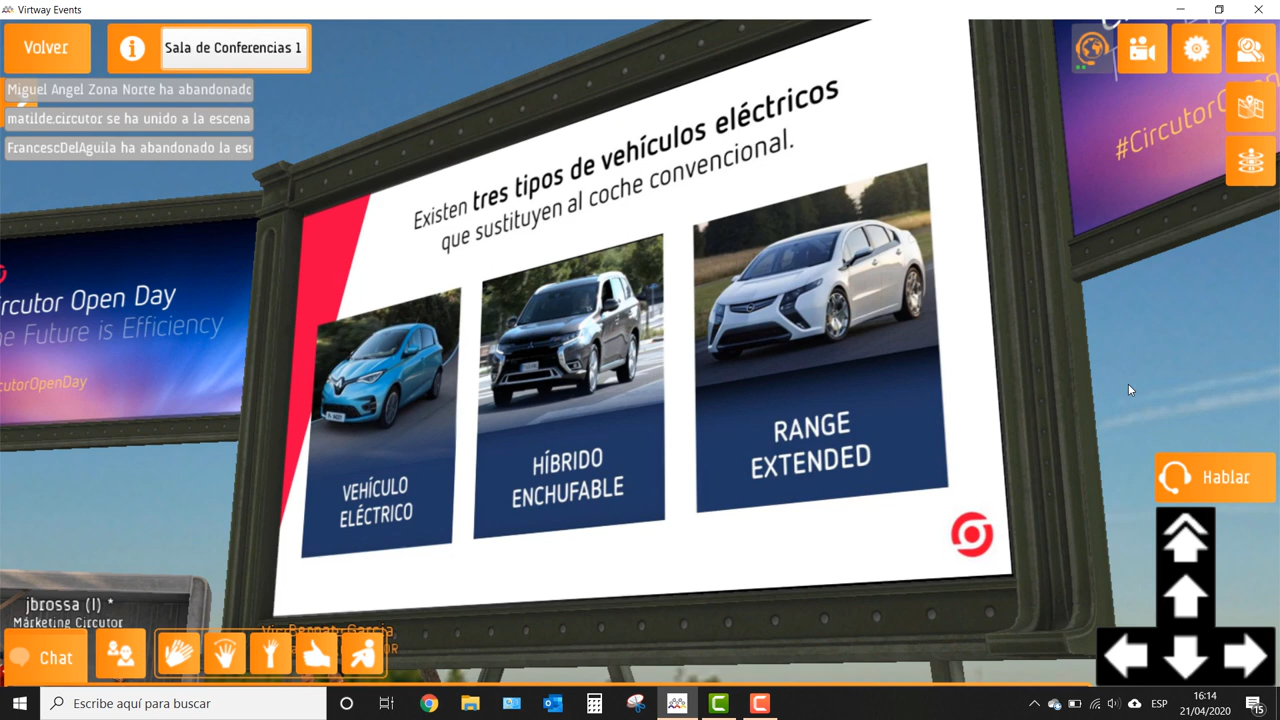 Virtway Events
Volver
Sala de Conferencias 1
Miguel Angel Zona Norte ha abandonado
matilde.circutor se ha unido a la escena
FrancescDelAguila ha abandonado la es
Existen tres tipos de vehículos eléctricos
que sustituyen al coche convencional.
VEHÍCULO
ELÉCTRICO
HÍBRIDO
ENCHUFABLE
RANGE
EXTENDED
ircutor Open Day
he Future is Efficiency
cutorOpenDay
#CircutorO
Hablar
jbrossa (I) *
Márketing Circutor
Chat
Escribe aquí para buscar
ESP
16:14
21/04/2020
15